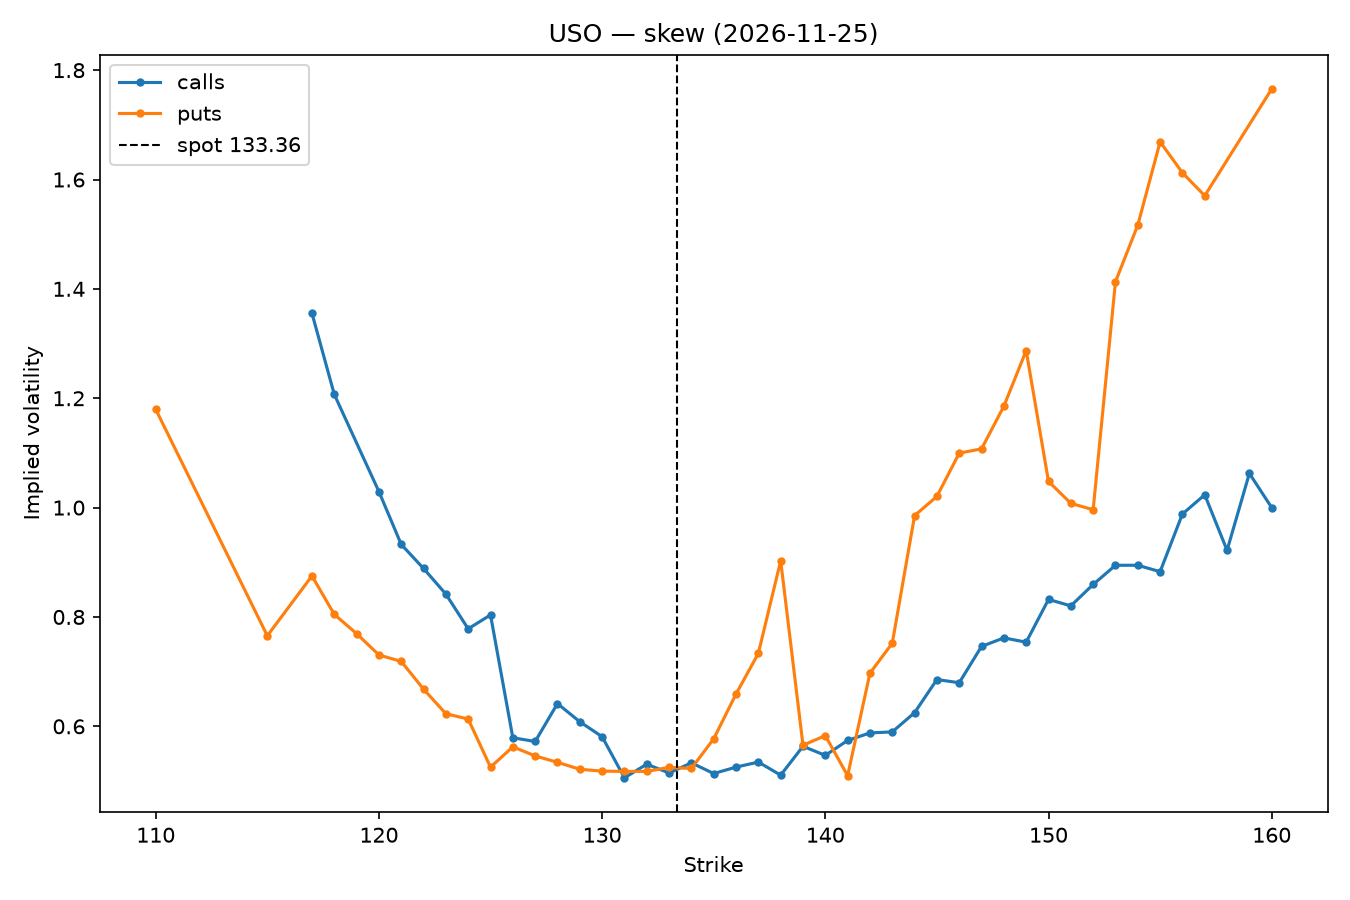 USO — skew (2026-11-25)
calls
puts
spot 133.36
Implied volatility
1.8
1.6
1.4
1.2
1.0
0.8
0.6
110 120 130 140 150 160
Strike